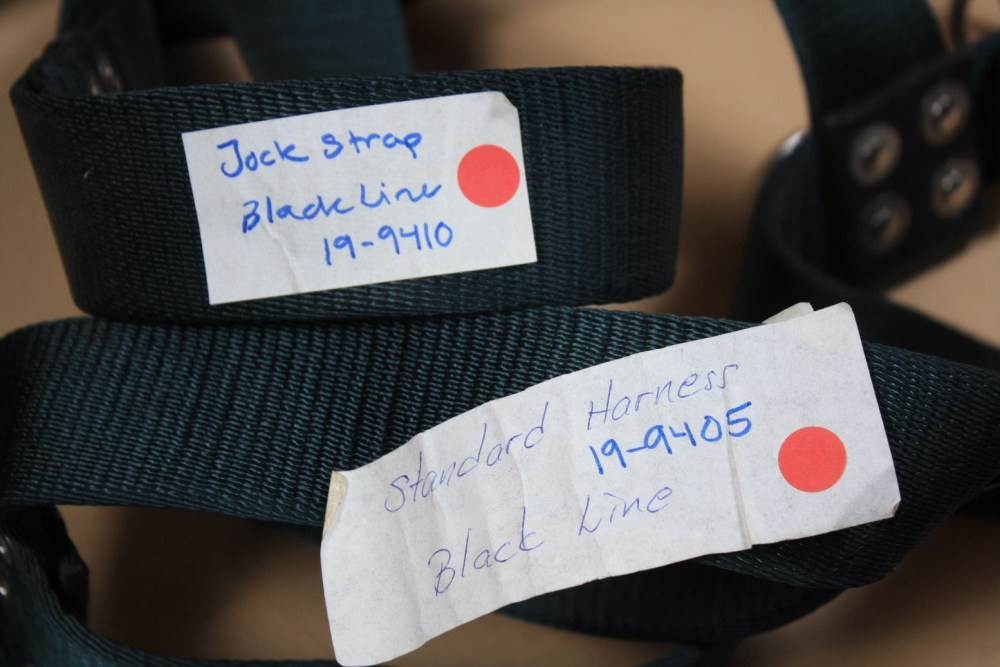 Jock Strap
Black Line
19-9410
Standard Harness
19-9405
Black Line